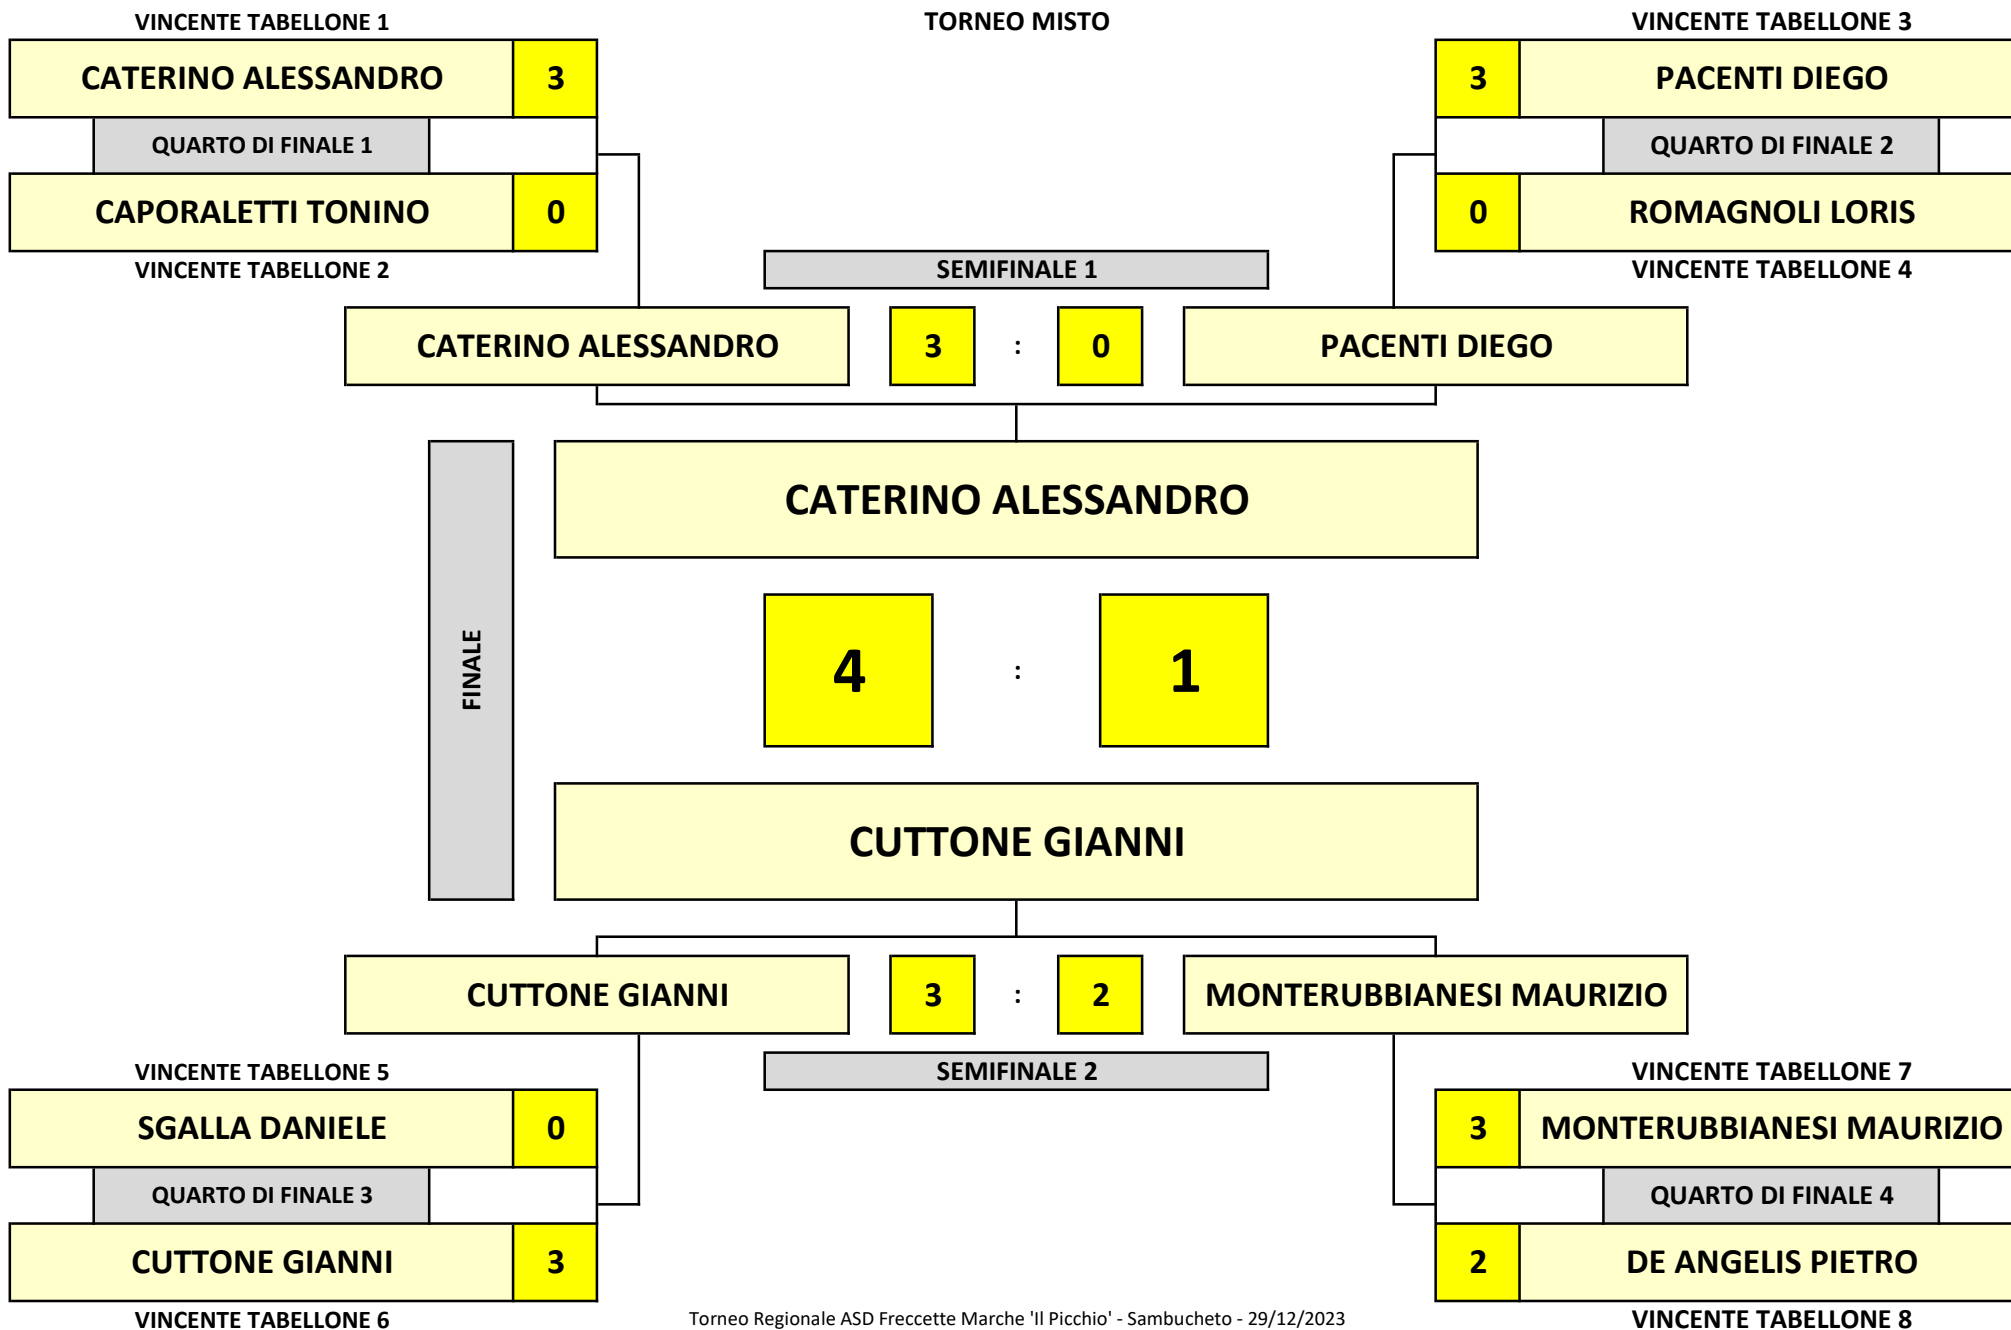 VINCENTE TABELLONE 1
TORNEO MISTO
VINCENTE TABELLONE 3
CATERINO ALESSANDRO 3
3 PACENTI DIEGO
QUARTO DI FINALE 1
QUARTO DI FINALE 2
CAPORALETTI TONINO 0
0 ROMAGNOLI LORIS
VINCENTE TABELLONE 2
SEMIFINALE 1
VINCENTE TABELLONE 4
CATERINO ALESSANDRO 3 : 0 PACENTI DIEGO
CATERINO ALESSANDRO
FINALE
4 : 1
CUTTONE GIANNI
CUTTONE GIANNI 3 : 2 MONTERUBBIANESI MAURIZIO
VINCENTE TABELLONE 5
SEMIFINALE 2
VINCENTE TABELLONE 7
SGALLA DANIELE 0
3 MONTERUBBIANESI MAURIZIO
QUARTO DI FINALE 3
QUARTO DI FINALE 4
CUTTONE GIANNI 3
2 DE ANGELIS PIETRO
VINCENTE TABELLONE 6
Torneo Regionale ASD Freccette Marche 'Il Picchio' - Sambucheto - 29/12/2023
VINCENTE TABELLONE 8